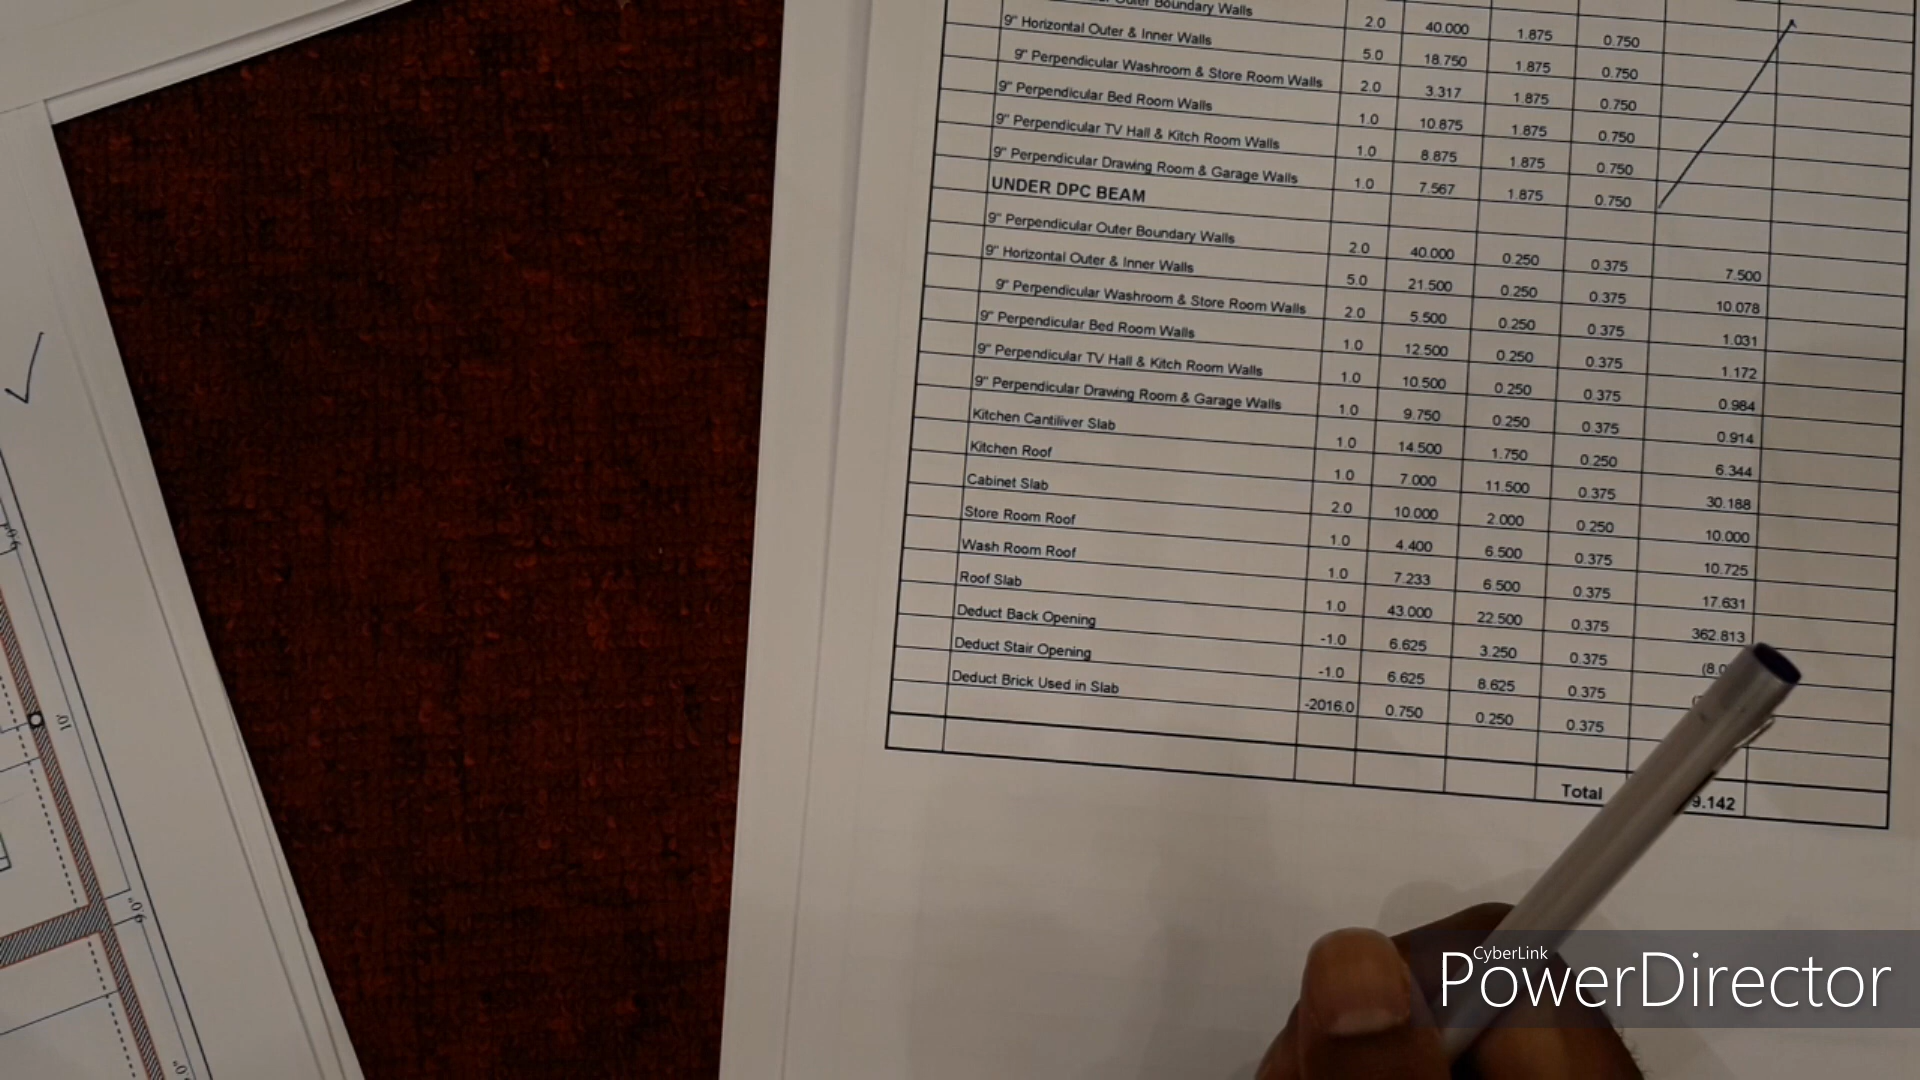 Outer Boundary Walls 2.0 40.000 1.875 0.750
9" Horizontal Outer & Inner Walls 5.0 18.750 1.875 0.750
9" Perpendicular Washroom & Store Room Walls 2.0 3.317 1.875 0.750
9" Perpendicular Bed Room Walls 1.0 10.875 1.875 0.750
9" Perpendicular TV Hall & Kitch Room Walls 1.0 8.875 1.875 0.750
9" Perpendicular Drawing Room & Garage Walls 1.0 7.567 1.875 0.750
UNDER DPC BEAM
9" Perpendicular Outer Boundary Walls 2.0 40.000 0.250 0.375 7.500
9" Horizontal Outer & Inner Walls 5.0 21.500 0.250 0.375 10.078
9" Perpendicular Washroom & Store Room Walls 2.0 5.500 0.250 0.375 1.031
9" Perpendicular Bed Room Walls 1.0 12.500 0.250 0.375 1.172
9" Perpendicular TV Hall & Kitch Room Walls 1.0 10.500 0.250 0.375 0.984
9" Perpendicular Drawing Room & Garage Walls 1.0 9.750 0.250 0.375 0.914
Kitchen Cantiliver Slab 1.0 14.500 1.750 0.250 6.344
Kitchen Roof 1.0 7.000 11.500 0.375 30.188
Cabinet Slab 2.0 10.000 2.000 0.250 10.000
Store Room Roof 1.0 4.400 6.500 0.375 10.725
Wash Room Roof 1.0 7.233 6.500 0.375 17.631
Roof Slab 1.0 43.000 22.500 0.375 362.813
Deduct Back Opening -1.0 6.625 3.250 0.375 (8.0
Deduct Stair Opening -1.0 6.625 8.625 0.375
Deduct Brick Used in Slab -2016.0 0.750 0.250 0.375
Total 9.142
10'
CyberLink
PowerDirector